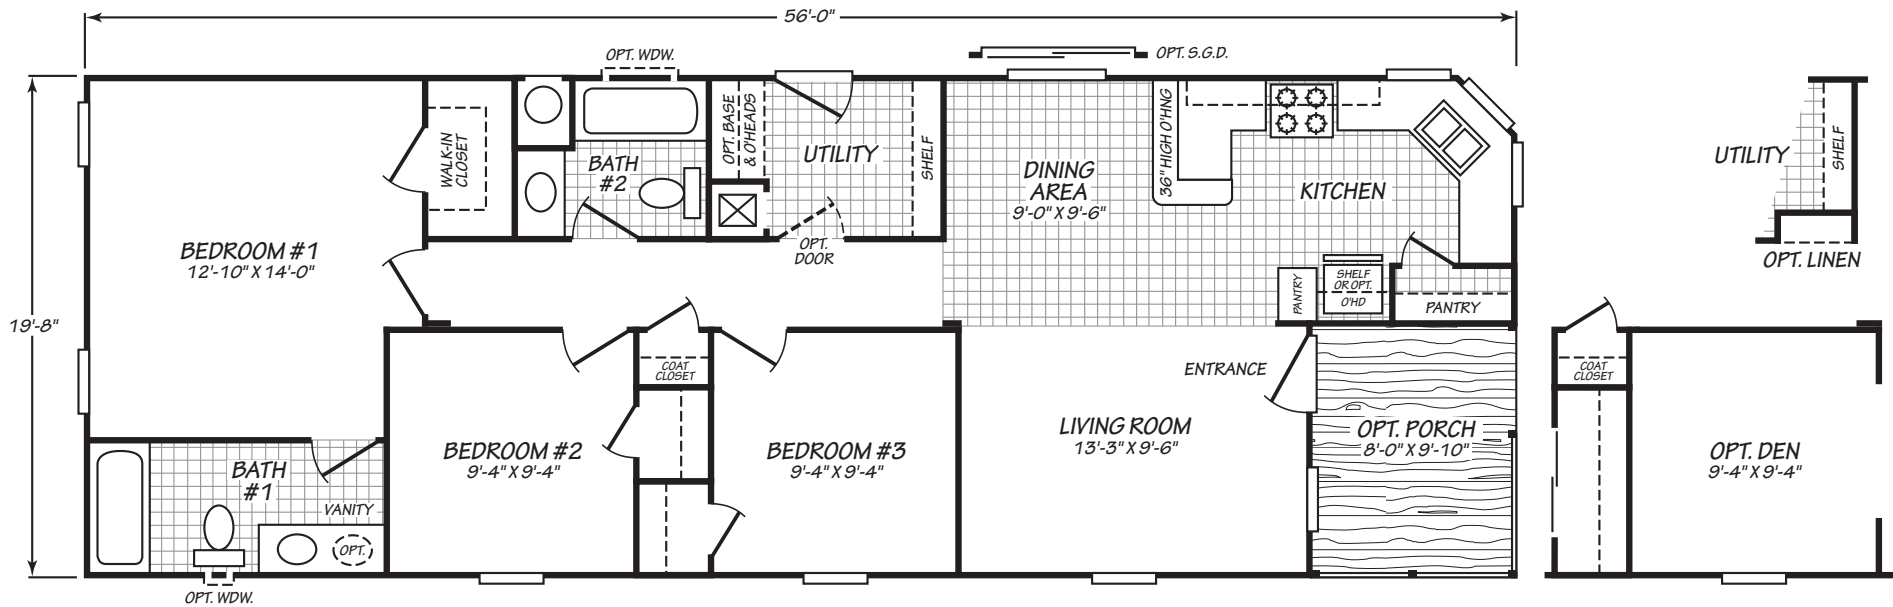 56'-0"
OPT. WDW.
OPT. S.G.D.
WALK-IN
CLOSET
OPT. BASE
& O'HEADS
BATH
#2
UTILITY
SHELF
DINING
AREA
9'-0" X 9'-6"
36" HIGH O'HNG
KITCHEN
UTILITY
SHELF
OPT. LINEN
BEDROOM #1
12'-10" X 14'-0"
OPT.
DOOR
PANTRY
SHELF
OR OPT.
O'HD
PANTRY
19'-8"
COAT
CLOSET
ENTRANCE
COAT
CLOSET
BEDROOM #2
9'-4" X 9'-4"
BEDROOM #3
9'-4" X 9'-4"
LIVING ROOM
13'-3" X 9'-6"
OPT. PORCH
8'-0" X 9'-10"
OPT. DEN
9'-4" X 9'-4"
BATH
#1
VANITY
OPT.
OPT. WDW.